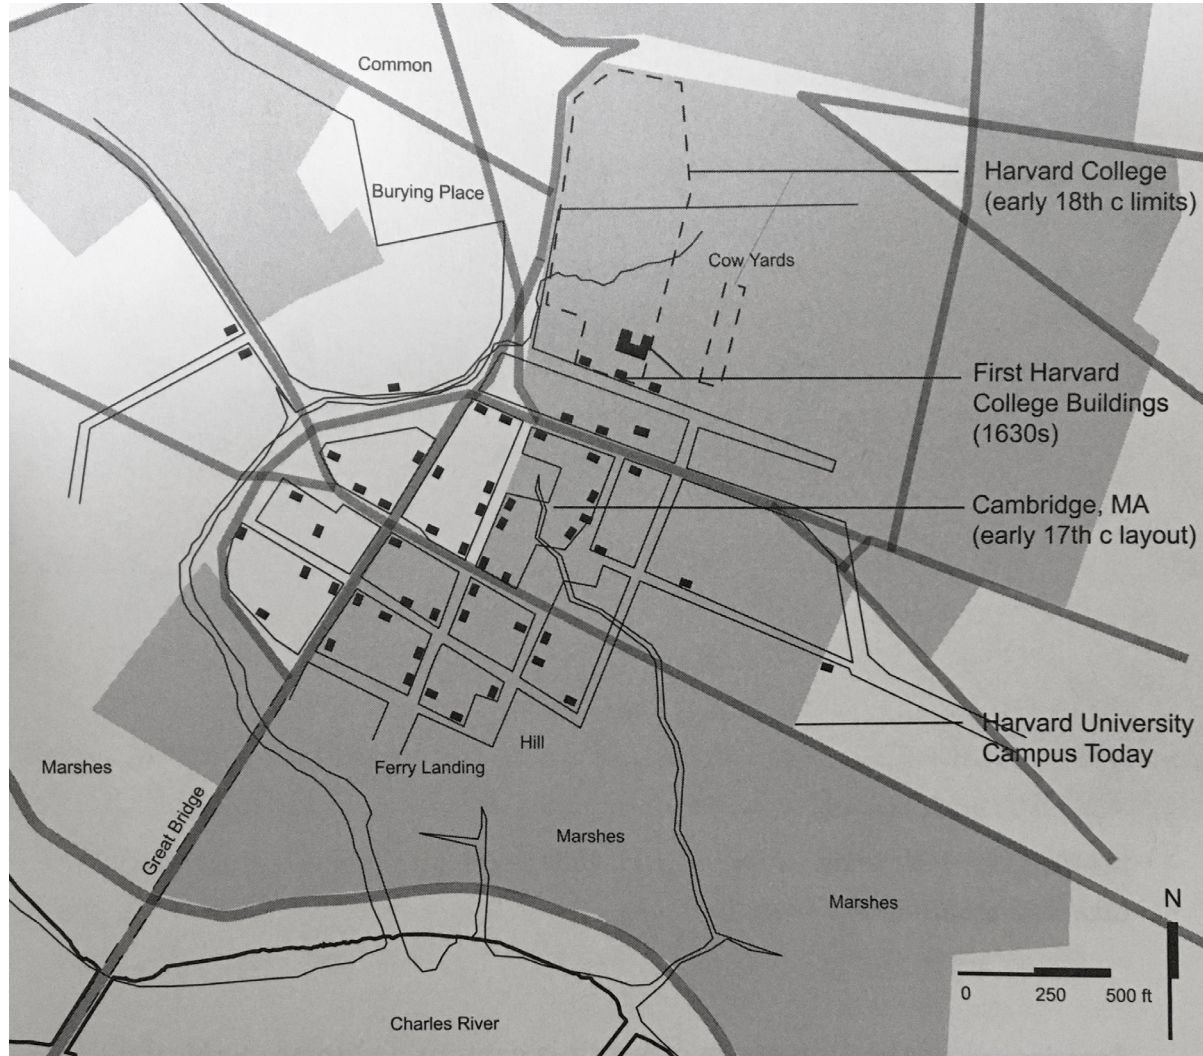 Common
Burying Place
Harvard College
(early 18th c limits)
Cow Yards
First Harvard
College Buildings
(1630s)
Cambridge, MA
(early 17th c layout)
Harvard University
Campus Today
Hill
Ferry Landing
Marshes
Great Bridge
Marshes
Marshes
N
0 250 500 ft
Charles River